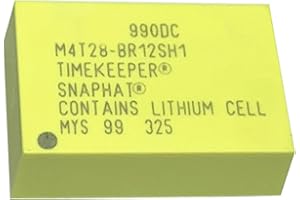 990DC
M4T28-BR12SH1
TIMEKEEPER®
SNAPHAT®
CONTAINS LITHIUM CELL
MYS 99 325